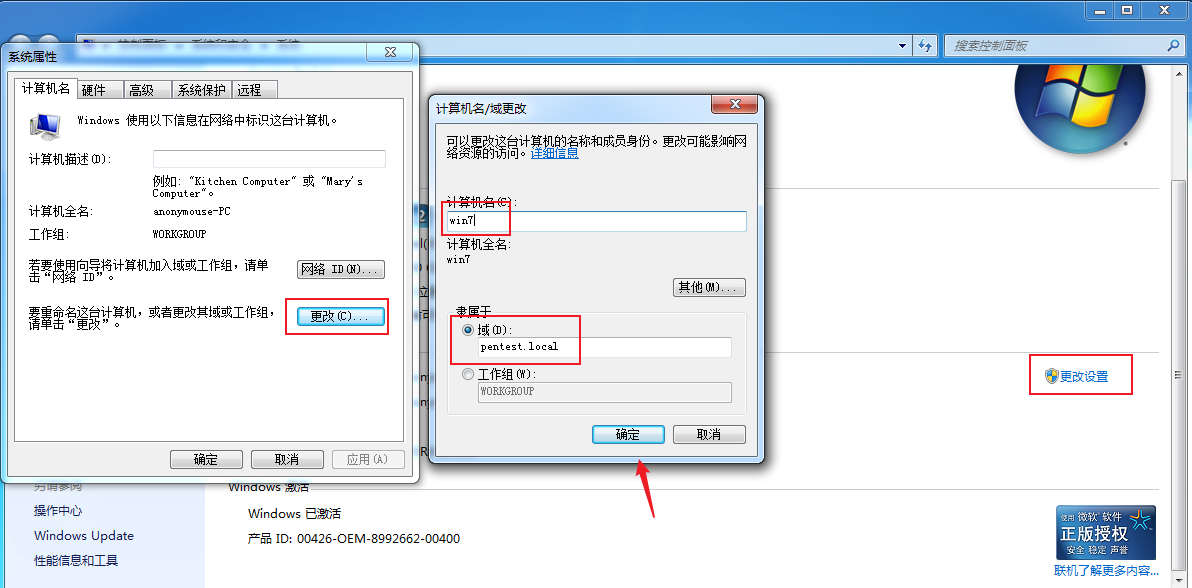 控制面板 系统和安全 系统
搜索控制面板
系统属性
计算机名 硬件 高级 系统保护 远程
Windows 使用以下信息在网络中标识这台计算机。
计算机描述(D):
例如: "Kitchen Computer" 或 "Mary's
Computer"。
计算机全名:
anonymouse-PC
工作组:
WORKGROUP
若要使用向导将计算机加入域或工作组，请单
击“网络 ID”。
网络 ID(N)...
要重命名这台计算机，或者更改其域或工作组，
请单击“更改”。
更改(C)...
确定
取消
应用(A)
计算机名/域更改
可以更改这台计算机的名称和成员身份。更改可能影响网
络资源的访问。详细信息
计算机名(C):
win7
计算机全名:
win7
其他(M)...
隶属于
域(D):
pentest.local
工作组(W):
WORKGROUP
确定
取消
更改设置
另请参阅
操作中心
Windows Update
性能信息和工具
Windows 激活
Windows 已激活
产品 ID: 00426-OEM-8992662-00400
使用 微软 软件
正版授权
安全 稳定 声誉
联机了解更多内容...